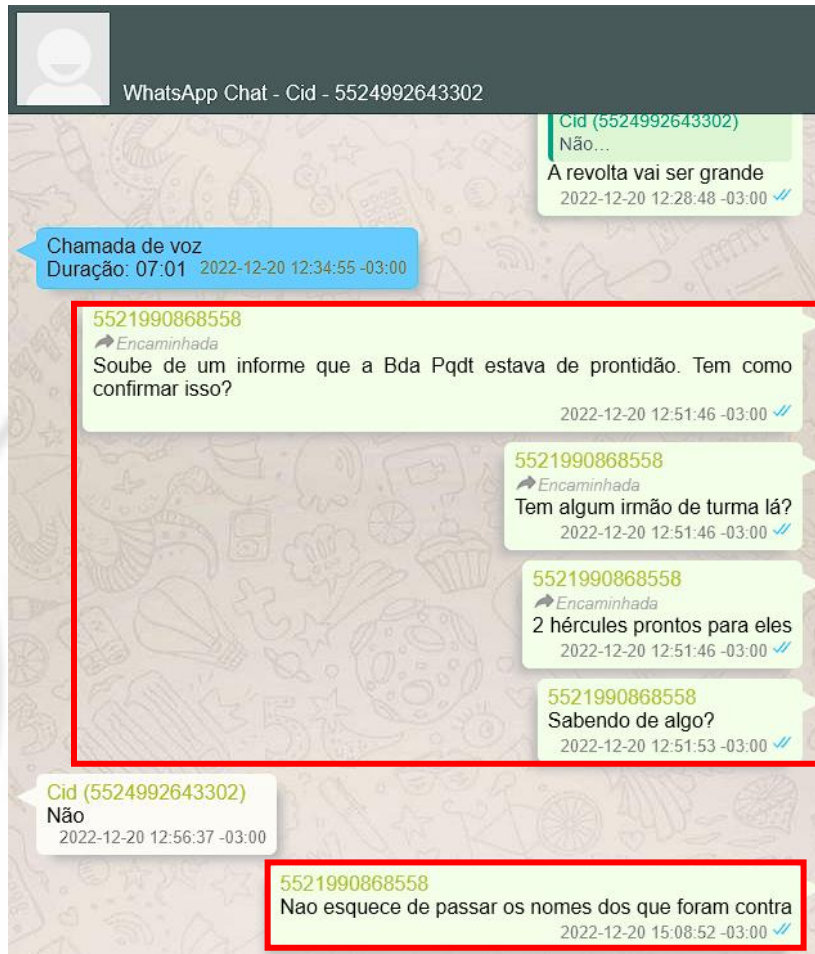 WhatsApp Chat - Cid - 5524992643302
Cid (5524992643302)
Não...
A revolta vai ser grande
2022-12-20 12:28:48 -03:00
Chamada de voz
Duração: 07:01 2022-12-20 12:34:55 -03:00
5521990868558
Encaminhada
Soube de um informe que a Bda Pqdt estava de prontidão. Tem como
confirmar isso?
2022-12-20 12:51:46 -03:00
5521990868558
Encaminhada
Tem algum irmão de turma lá?
2022-12-20 12:51:46 -03:00
5521990868558
Encaminhada
2 hércules prontos para eles
2022-12-20 12:51:46 -03:00
5521990868558
Sabendo de algo?
2022-12-20 12:51:53 -03:00
Cid (5524992643302)
Não
2022-12-20 12:56:37 -03:00
5521990868558
Nao esquece de passar os nomes dos que foram contra
2022-12-20 15:08:52 -03:00